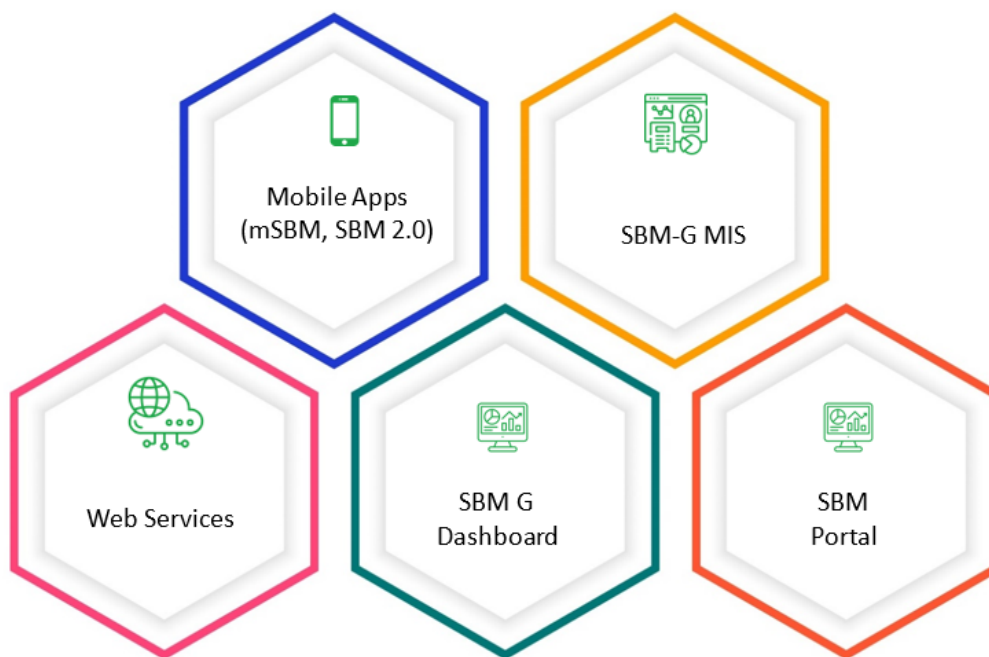 Mobile Apps
(mSBM, SBM 2.0)
SBM-G MIS
Web Services
SBM G
Dashboard
SBM
Portal